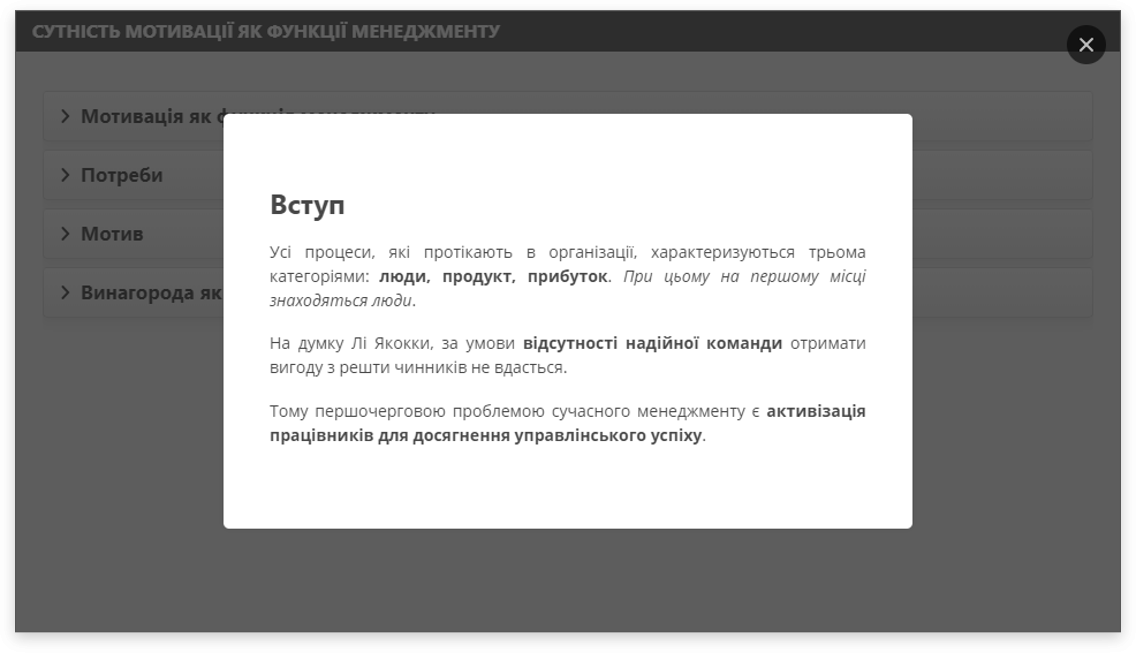 СУТНІСТЬ МОТИВАЦІЇ ЯК ФУНКЦІЇ МЕНЕДЖМЕНТУ
Мотивація як функція менеджменту
Потреби
Мотив
Винагорода як
Вступ
Усі процеси, які протікають в організації, характеризуються трьома
категоріями: люди, продукт, прибуток. При цьому на першому місці
знаходяться люди.
На думку Лі Якокки, за умови відсутності надійної команди отримати
вигоду з решти чинників не вдасться.
Тому першочерговою проблемою сучасного менеджменту є активізація
працівників для досягнення управлінського успіху.